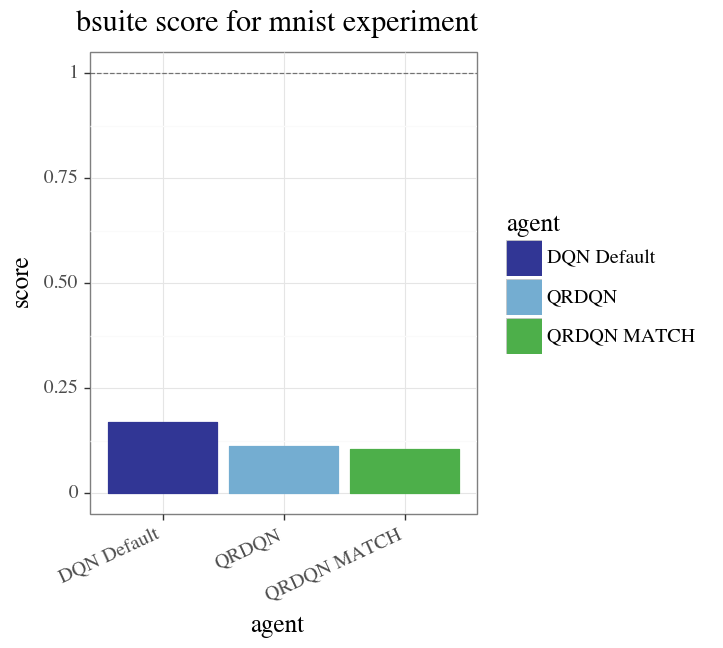 bsuite score for mnist experiment
1
0.75
0.50
0.25
0
score
DQN Default
QRDQN
QRDQN MATCH
agent
agent
DQN Default
QRDQN
QRDQN MATCH